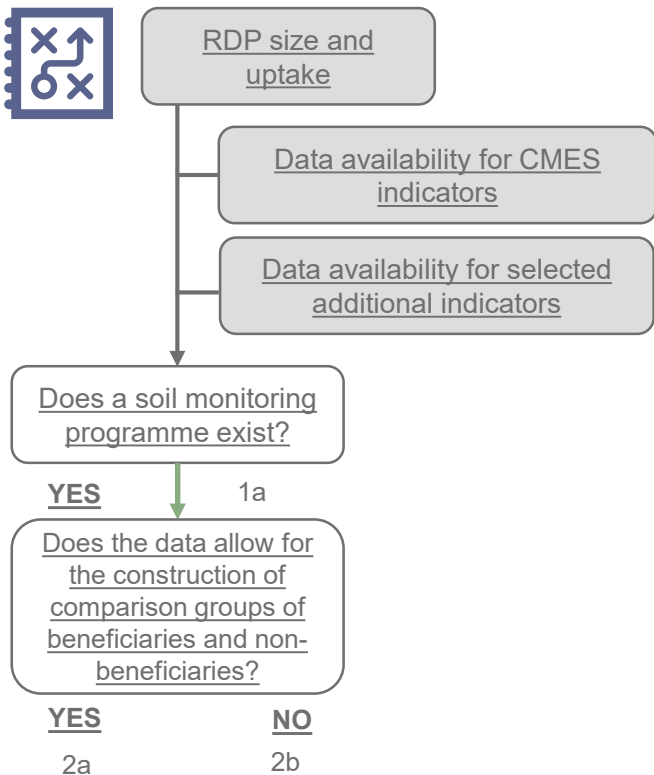 RDP size and
uptake
Data availability for CMES
indicators
Data availability for selected
additional indicators
Does a soil monitoring
programme exist?
YES 1a
Does the data allow for
the construction of
comparison groups of
beneficiaries and non-
beneficiaries?
YES NO
2a 2b